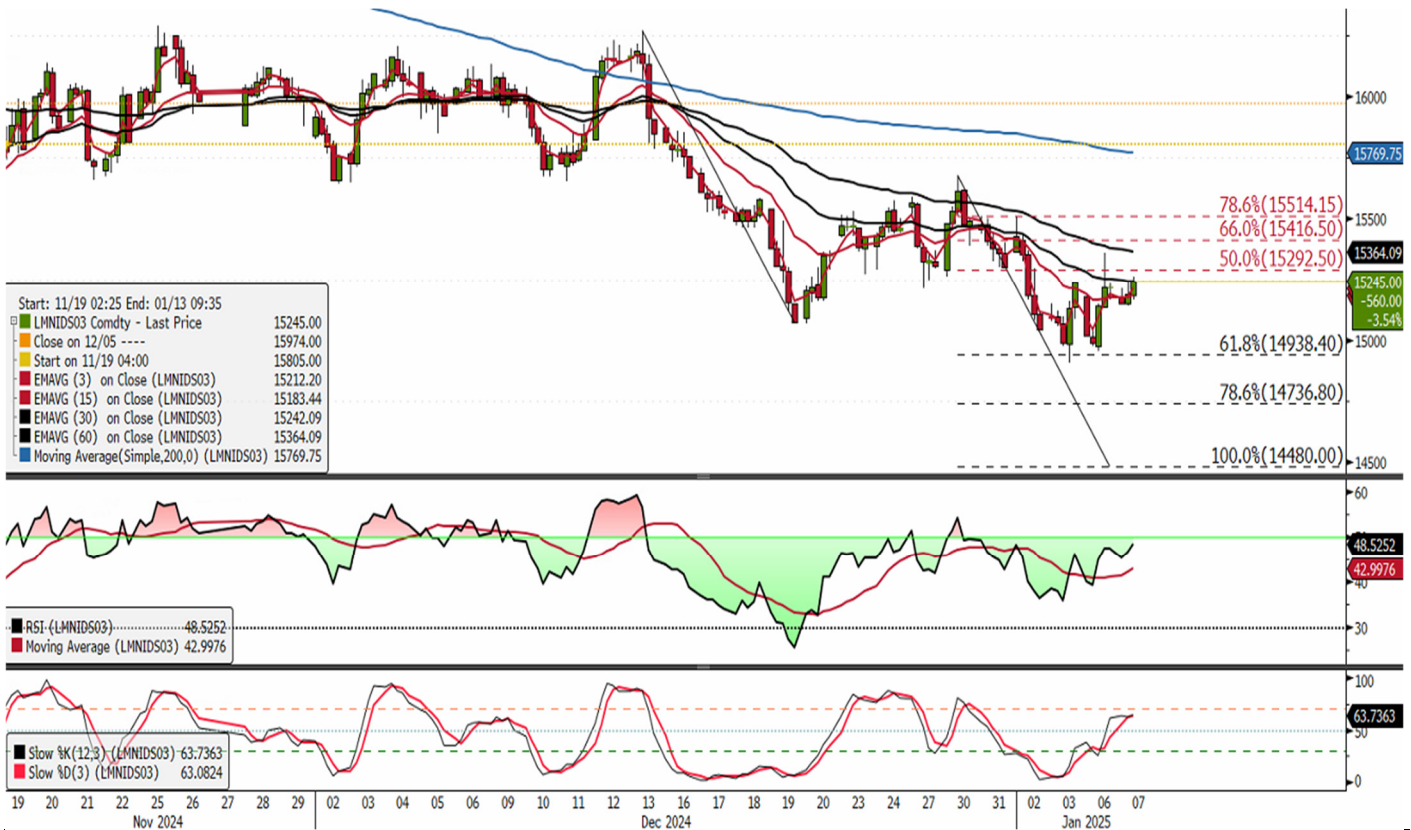 16000
15769.75
78.6%(15514.15)
15500
66.0%(15416.50)
15364.09
50.0%(15292.50)
15245.00
-560.00
-3.54%
15000
61.8%(14938.40)
78.6%(14736.80)
100.0%(14480.00)
14500
Start: 11/19 02:25 End: 01/13 09:35
LMNIDS03 Comdty - Last Price 15245.00
Close on 12/05 ---- 15974.00
Start on 11/19 04:00 15805.00
EMAVG (3) on Close (LMNIDS03) 15212.20
EMAVG (15) on Close (LMNIDS03) 15183.44
EMAVG (30) on Close (LMNIDS03) 15242.09
EMAVG (60) on Close (LMNIDS03) 15364.09
Moving Average(Simple,200,0) (LMNIDS03) 15769.75
60
48.5252
42.9976
40
30
RSI (LMNIDS03) 48.5252
Moving Average (LMNIDS03) 42.9976
100
63.7363
50
0
Slow %K(12,3) (LMNIDS03) 63.7363
Slow %D(3) (LMNIDS03) 63.0824
19 20 21 22 25 26 27 28 29 02 03 04 05 06 09 10 11 12 13 16 17 18 19 20 23 24 27 30 31 02 03 06 07
Nov 2024 Dec 2024 Jan 2025